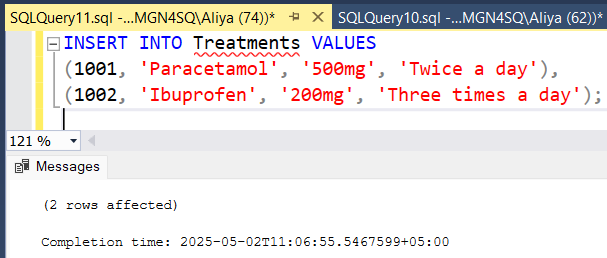 SQLQuery11.sql -...MGN4SQ\Aliya (74))* SQLQuery10.sql -...MGN4SQ\Aliya (62))*
INSERT INTO Treatments VALUES
(1001, 'Paracetamol', '500mg', 'Twice a day'),
(1002, 'Ibuprofen', '200mg', 'Three times a day');
121 %
Messages
(2 rows affected)
Completion time: 2025-05-02T11:06:55.5467599+05:00